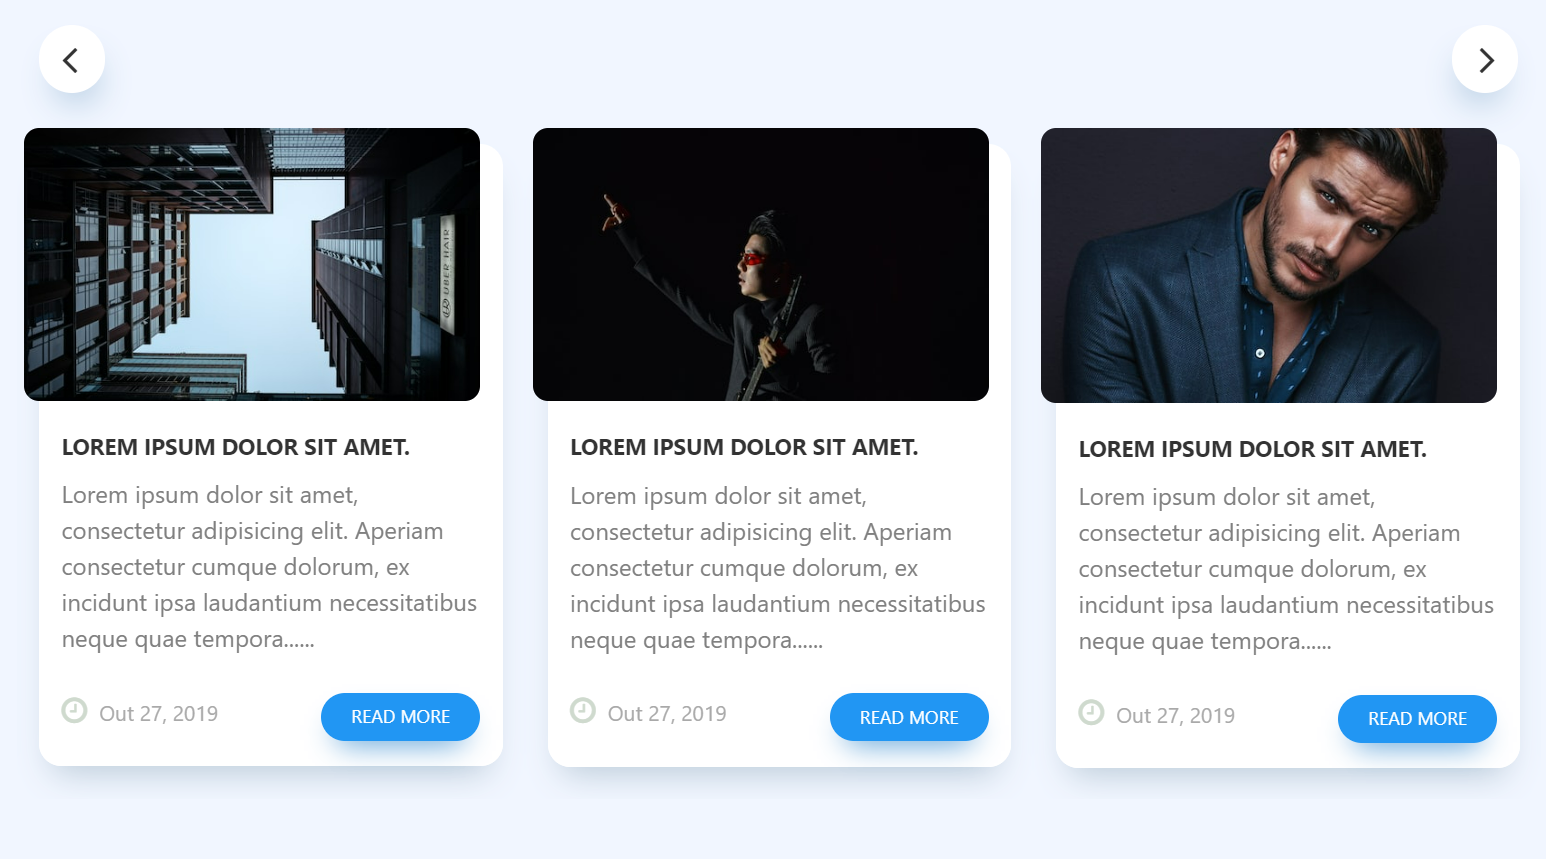 UBER HAIR
LOREM IPSUM DOLOR SIT AMET.
Lorem ipsum dolor sit amet,
consectetur adipisicing elit. Aperiam
consectetur cumque dolorum, ex
incidunt ipsa laudantium necessitatibus
neque quae tempora......
Out 27, 2019
READ MORE
LOREM IPSUM DOLOR SIT AMET.
Lorem ipsum dolor sit amet,
consectetur adipisicing elit. Aperiam
consectetur cumque dolorum, ex
incidunt ipsa laudantium necessitatibus
neque quae tempora......
Out 27, 2019
READ MORE
LOREM IPSUM DOLOR SIT AMET.
Lorem ipsum dolor sit amet,
consectetur adipisicing elit. Aperiam
consectetur cumque dolorum, ex
incidunt ipsa laudantium necessitatibus
neque quae tempora......
Out 27, 2019
READ MORE